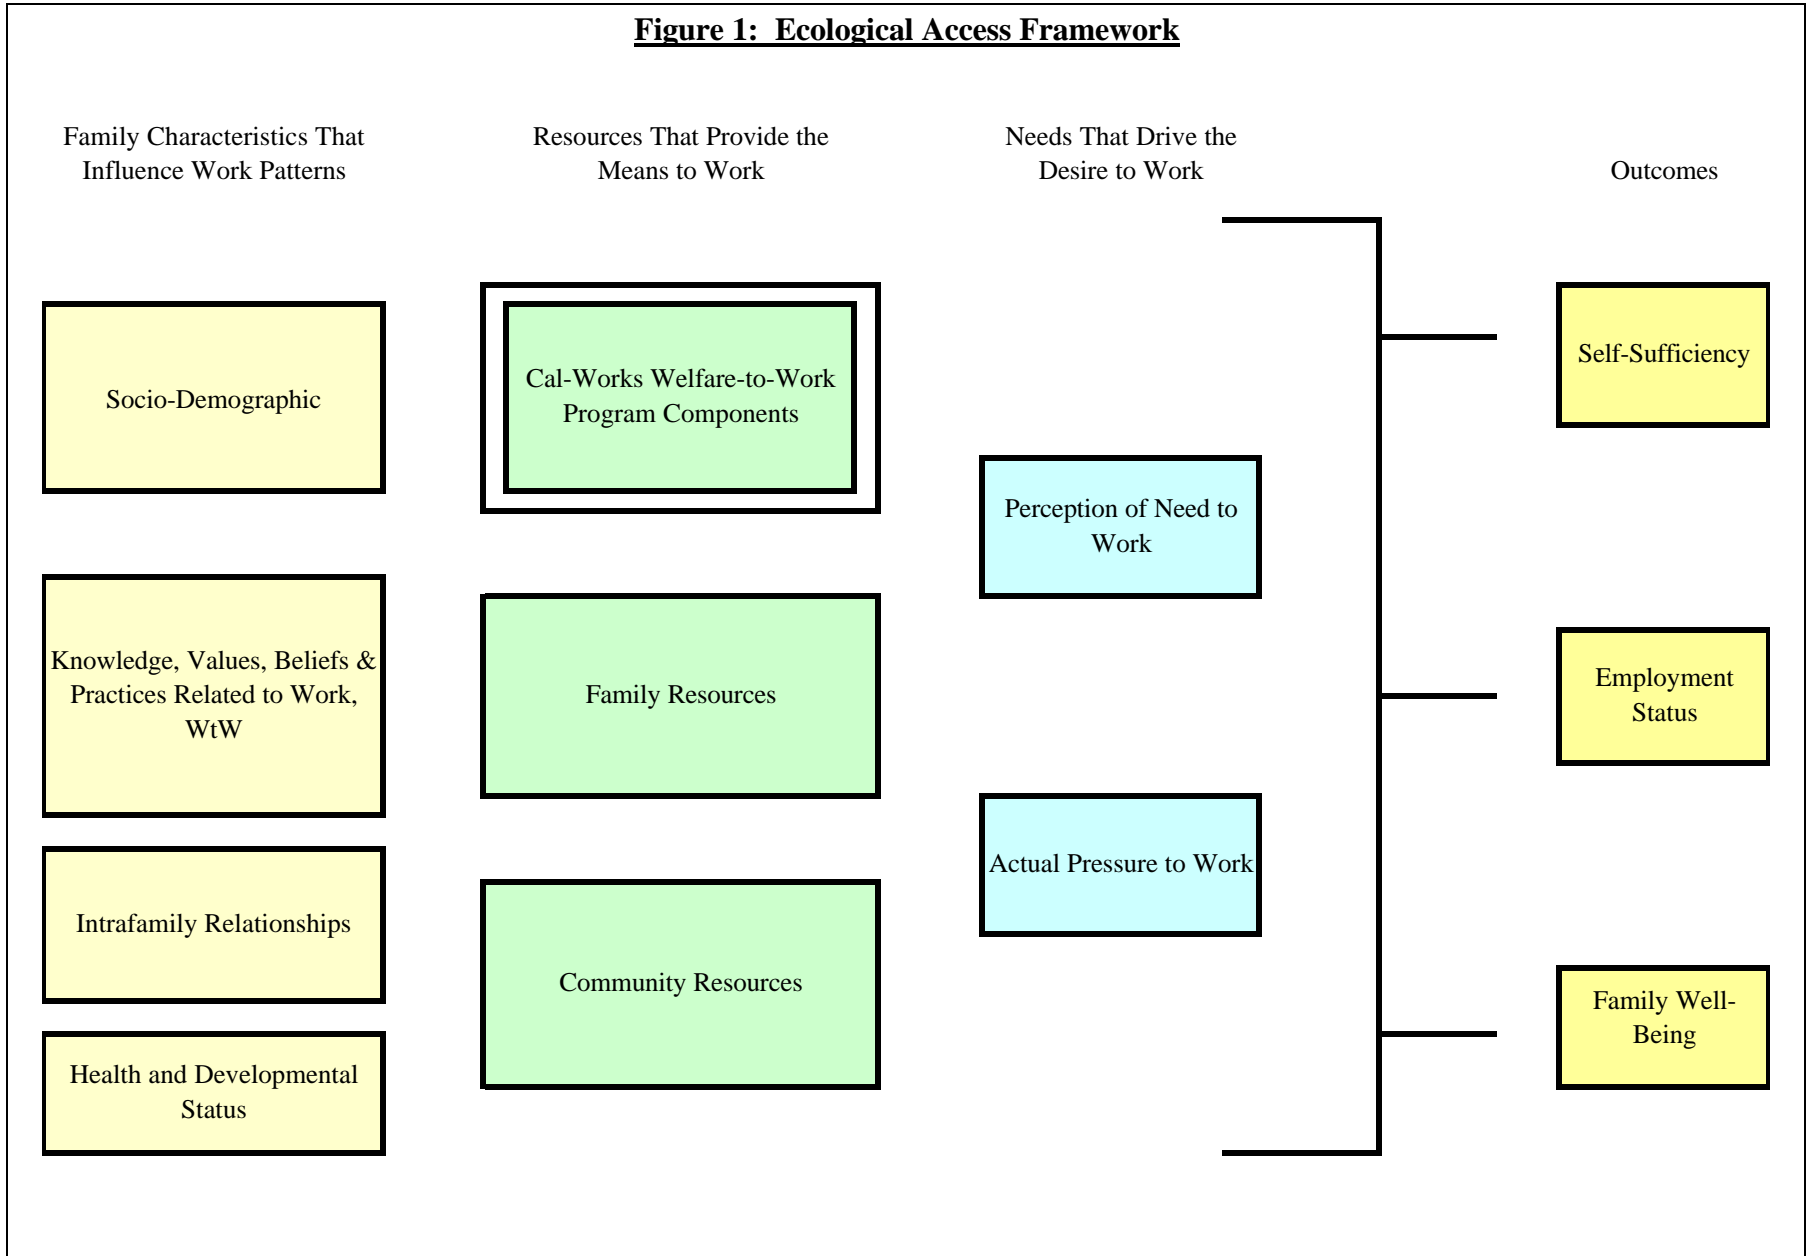 Figure 1:  Ecological Access Framework
Family Characteristics That
Influence Work Patterns
Resources That Provide the
Means to Work
Needs That Drive the
Desire to Work
Outcomes
Socio-Demographic
Knowledge, Values, Beliefs &
Practices Related to Work,
WtW
Intrafamily Relationships
Health and Developmental
Status
Cal-Works Welfare-to-Work
Program Components
Family Resources
Community Resources
Perception of Need to
Work
Actual Pressure to Work
Self-Sufficiency
Employment
Status
Family Well-
Being